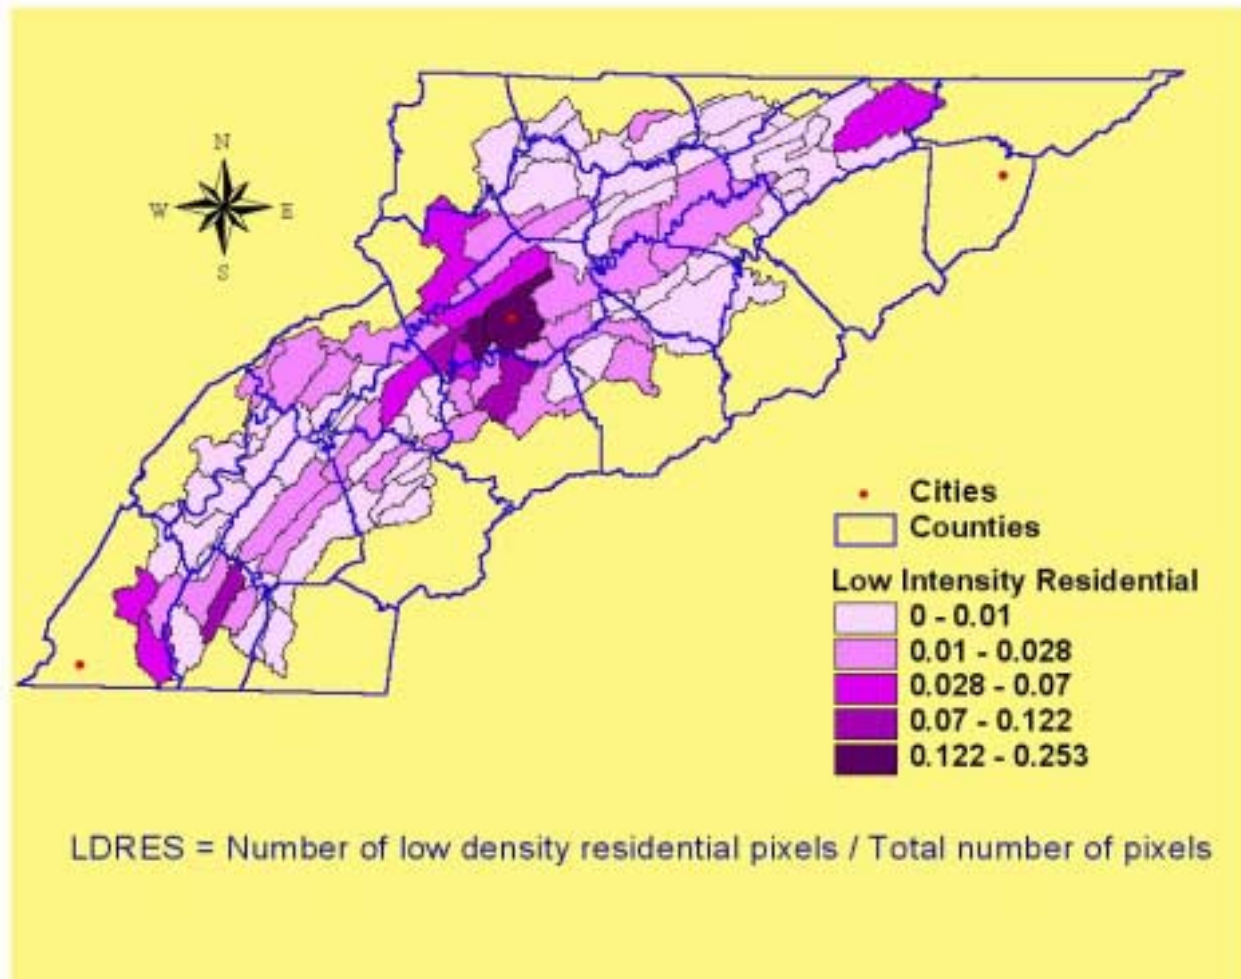 N
W E
S
Cities
Counties
Low Intensity Residential
0 - 0.01
0.01 - 0.028
0.028 - 0.07
0.07 - 0.122
0.122 - 0.253
LDRES = Number of low density residential pixels / Total number of pixels